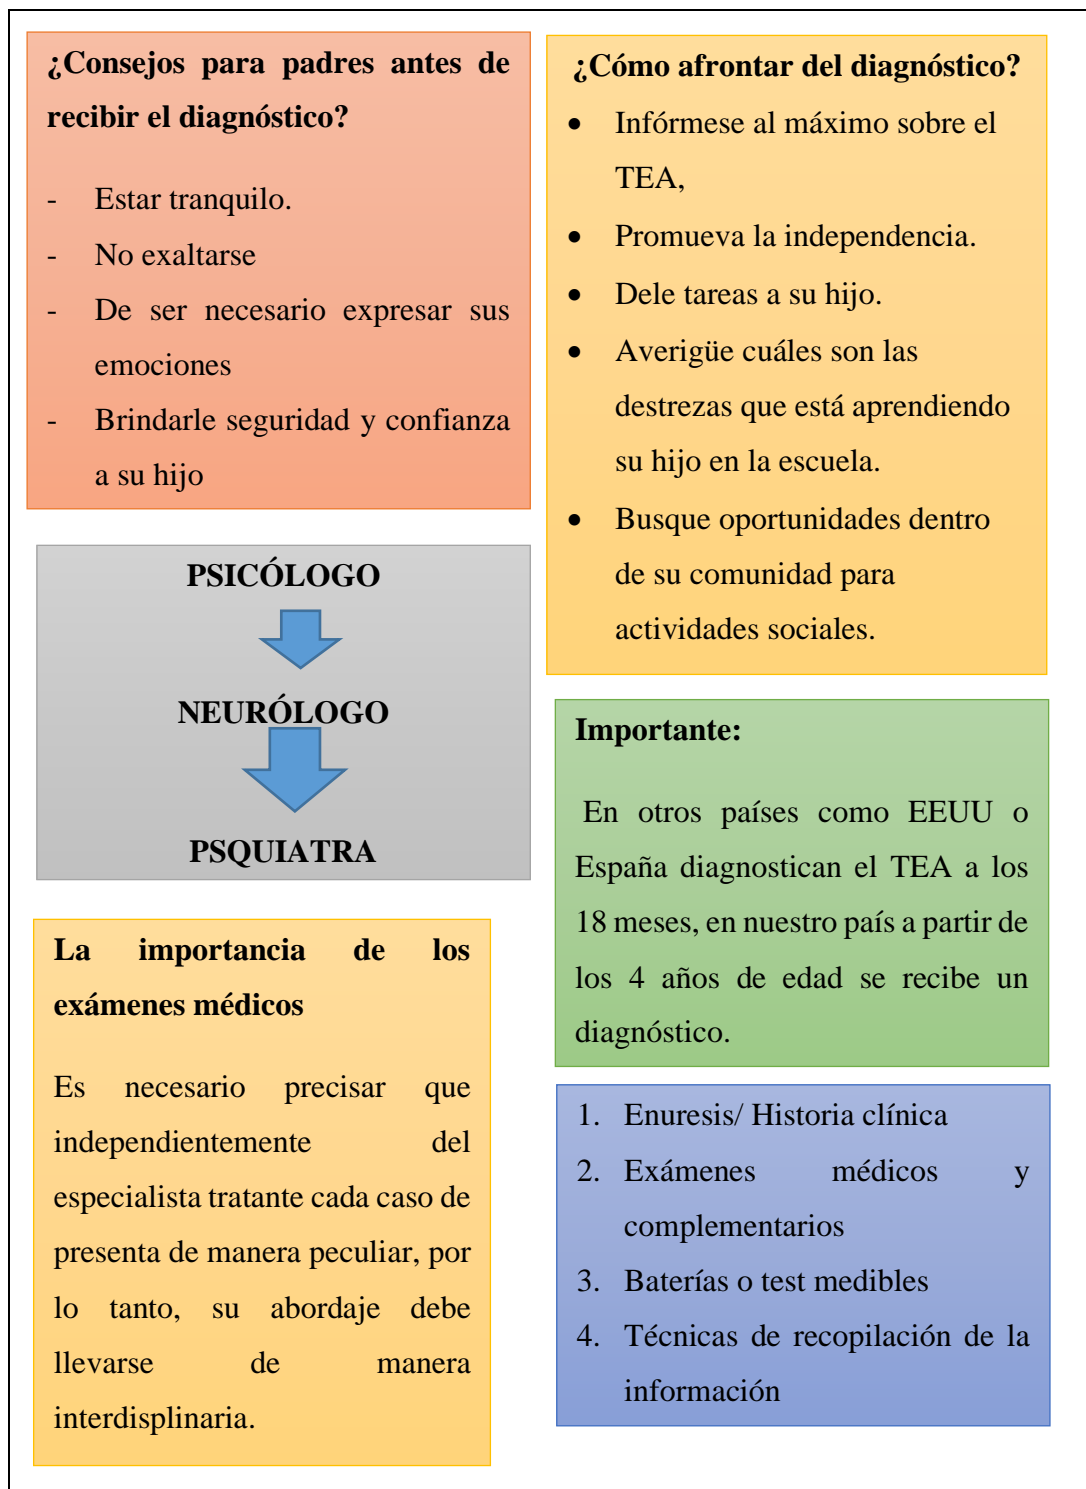 ¿Consejos para padres antes de
recibir el diagnóstico?
- Estar tranquilo.
- No exaltarse
- De ser necesario expresar sus
emociones
- Brindarle seguridad y confianza
a su hijo
PSICÓLOGO
NEURÓLOGO
PSQUIATRA
La importancia de los
exámenes médicos
Es necesario precisar que
independientemente del
especialista tratante cada caso de
presenta de manera peculiar, por
lo tanto, su abordaje debe
llevarse de manera
interdisplinaria.
¿Cómo afrontar del diagnóstico?
• Infórmese al máximo sobre el
TEA,
• Promueva la independencia.
• Dele tareas a su hijo.
• Averigüe cuáles son las
destrezas que está aprendiendo
su hijo en la escuela.
• Busque oportunidades dentro
de su comunidad para
actividades sociales.
Importante:
En otros países como EEUU o
España diagnostican el TEA a los
18 meses, en nuestro país a partir de
los 4 años de edad se recibe un
diagnóstico.
1. Enuresis/ Historia clínica
2. Exámenes médicos y
complementarios
3. Baterías o test medibles
4. Técnicas de recopilación de la
información